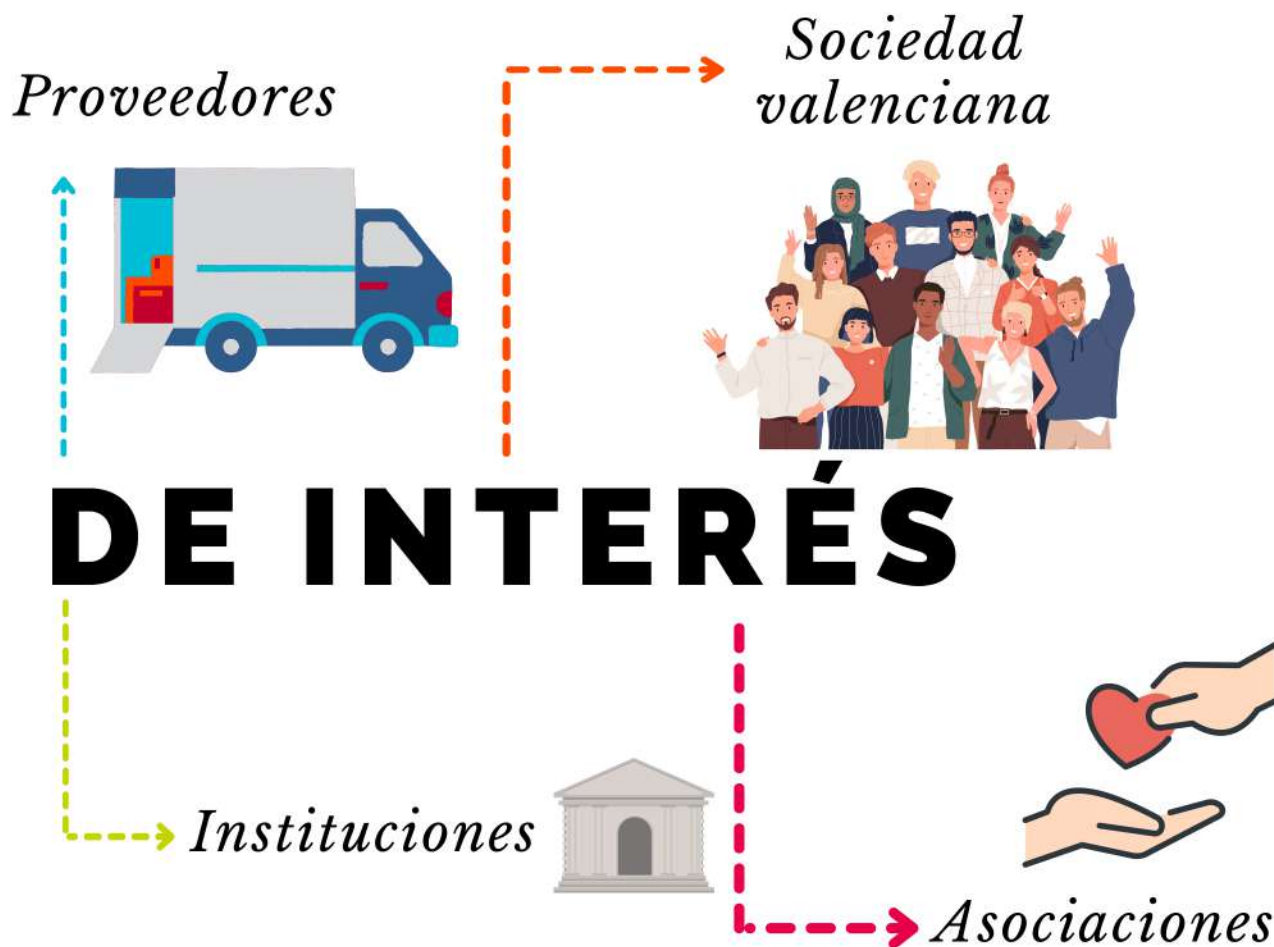 Proveedores
Sociedad
valenciana
DE INTERÉS
Instituciones
Asociaciones